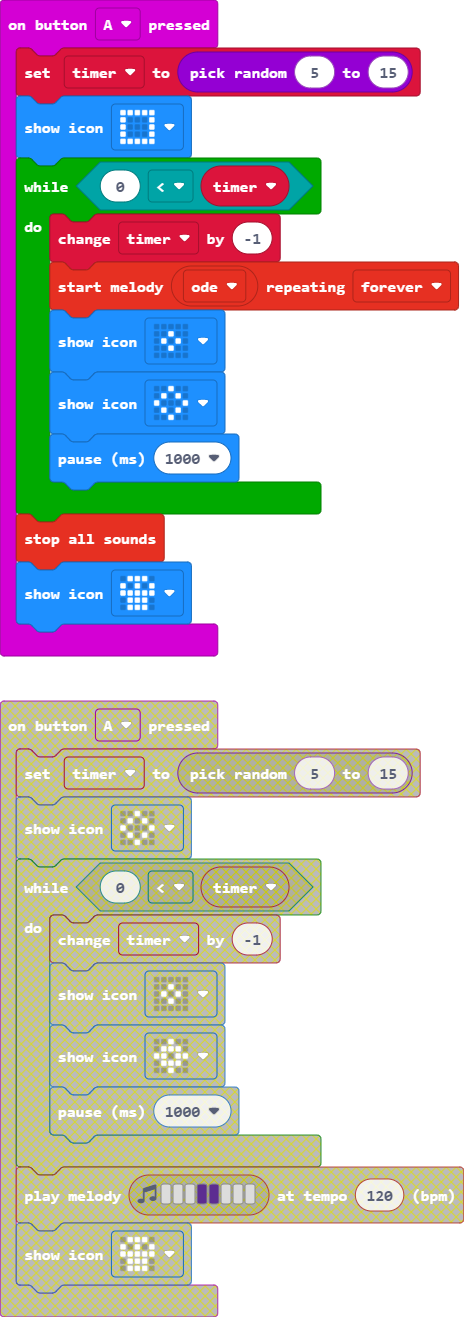 on button A pressed
set timer to pick random 5 to 15
show icon
while 0 < timer
do
change timer by -1
start melody ode repeating forever
show icon
show icon
pause (ms) 1000
stop all sounds
show icon
on button A pressed
set timer to pick random 5 to 15
show icon
while 0 < timer
do
change timer by -1
show icon
show icon
pause (ms) 1000
play melody at tempo 120 (bpm)
show icon